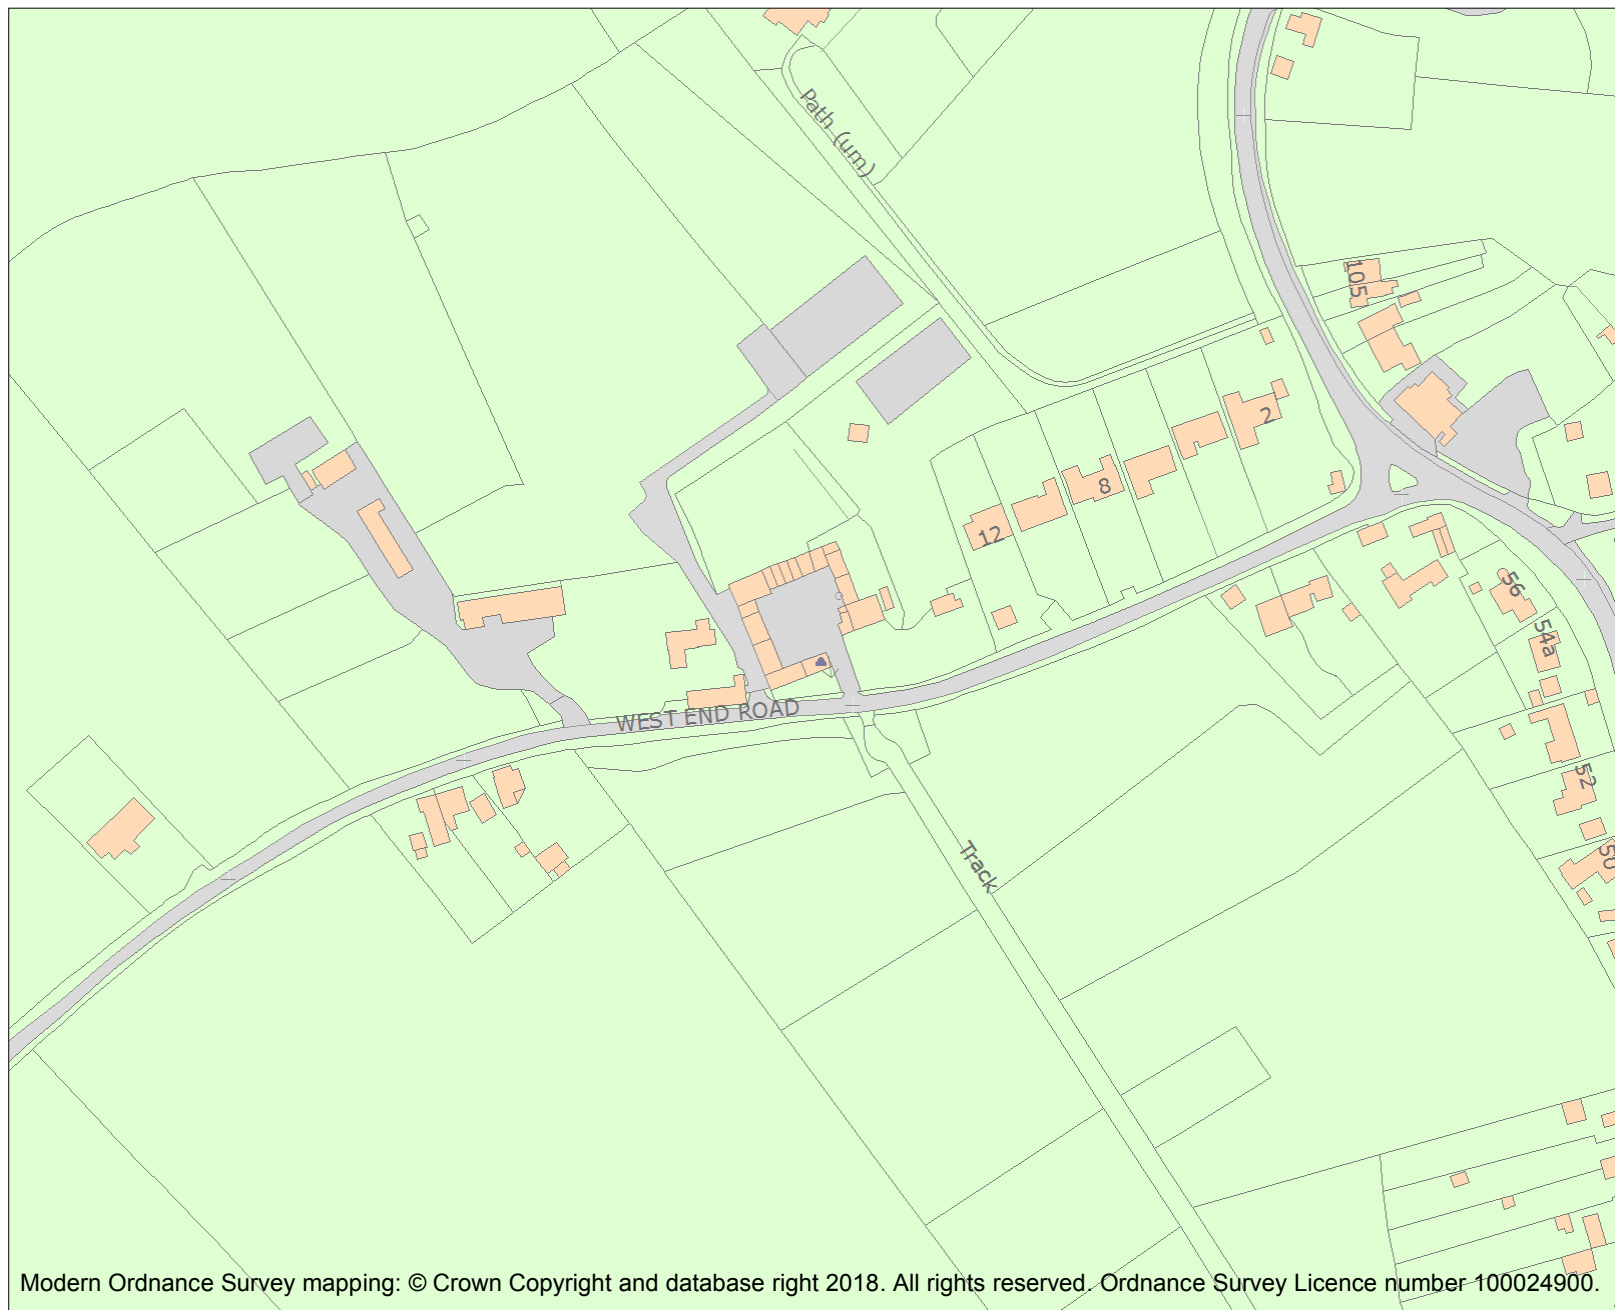 Path (um)
105
2
8
12
56
54a
WEST END ROAD
52
50
Track
Modern Ordnance Survey mapping: © Crown Copyright and database right 2018. All rights reserved. Ordnance Survey Licence number 100024900.